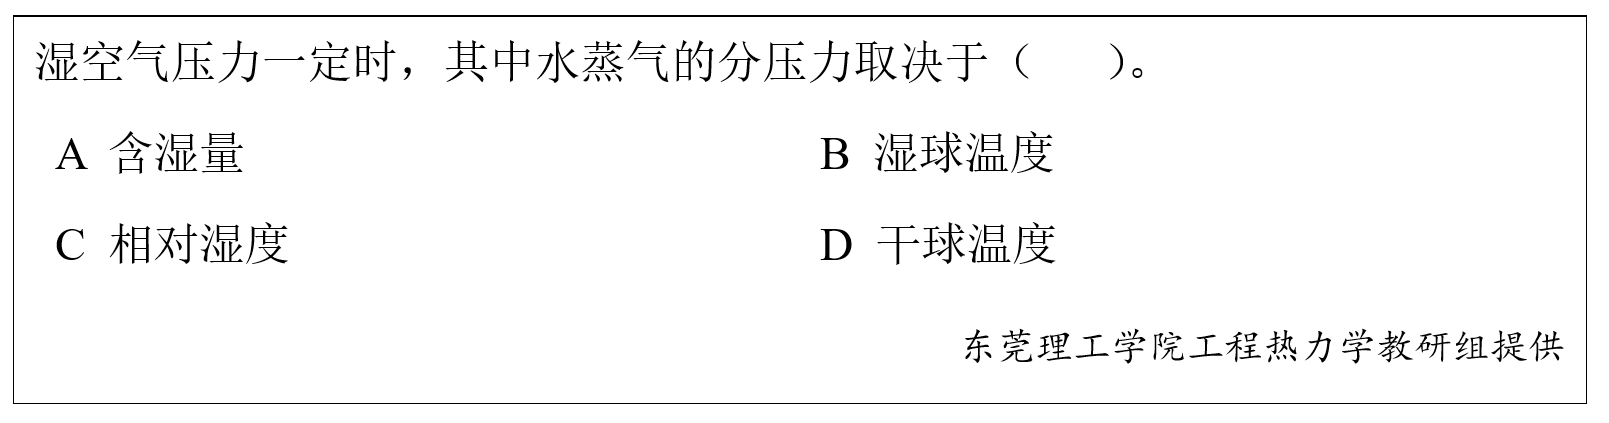 湿空气压力一定时，其中水蒸气的分压力取决于（　　）。
A 含湿量 B 湿球温度
C 相对湿度 D 干球温度
东莞理工学院工程热力学教研组提供